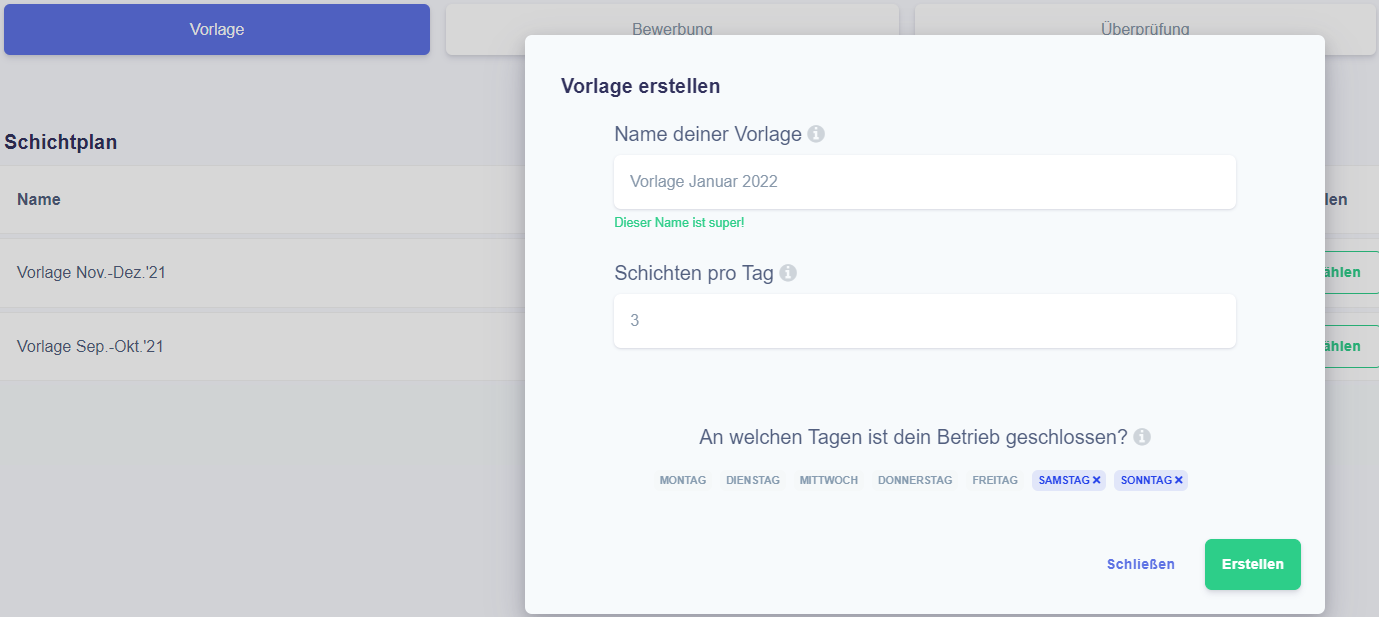 Vorlage
Bewerbung
Überprüfung
Vorlage erstellen
Name deiner Vorlage
Vorlage Januar 2022
Dieser Name ist super!
Schichten pro Tag
3
An welchen Tagen ist dein Betrieb geschlossen?
MONTAG DIENSTAG MITTWOCH DONNERSTAG FREITAG SAMSTAG × SONNTAG ×
Schließen
Erstellen
Schichtplan
Name
len
Vorlage Nov.-Dez.'21
ählen
Vorlage Sep.-Okt.'21
ählen